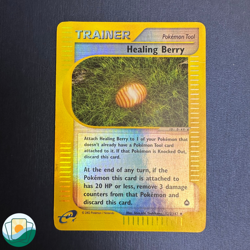 TRAINER
Pokémon Tool
Healing Berry
Attach Healing Berry to 1 of your Pokémon that
doesn't already have a Pokémon Tool card
attached to it. If that Pokémon is Knocked Out,
discard this card.
At the end of any turn, if the
Pokémon this card is attached
to has 20 HP or less, remove 3 damage
counters from that Pokémon and
discard this card.